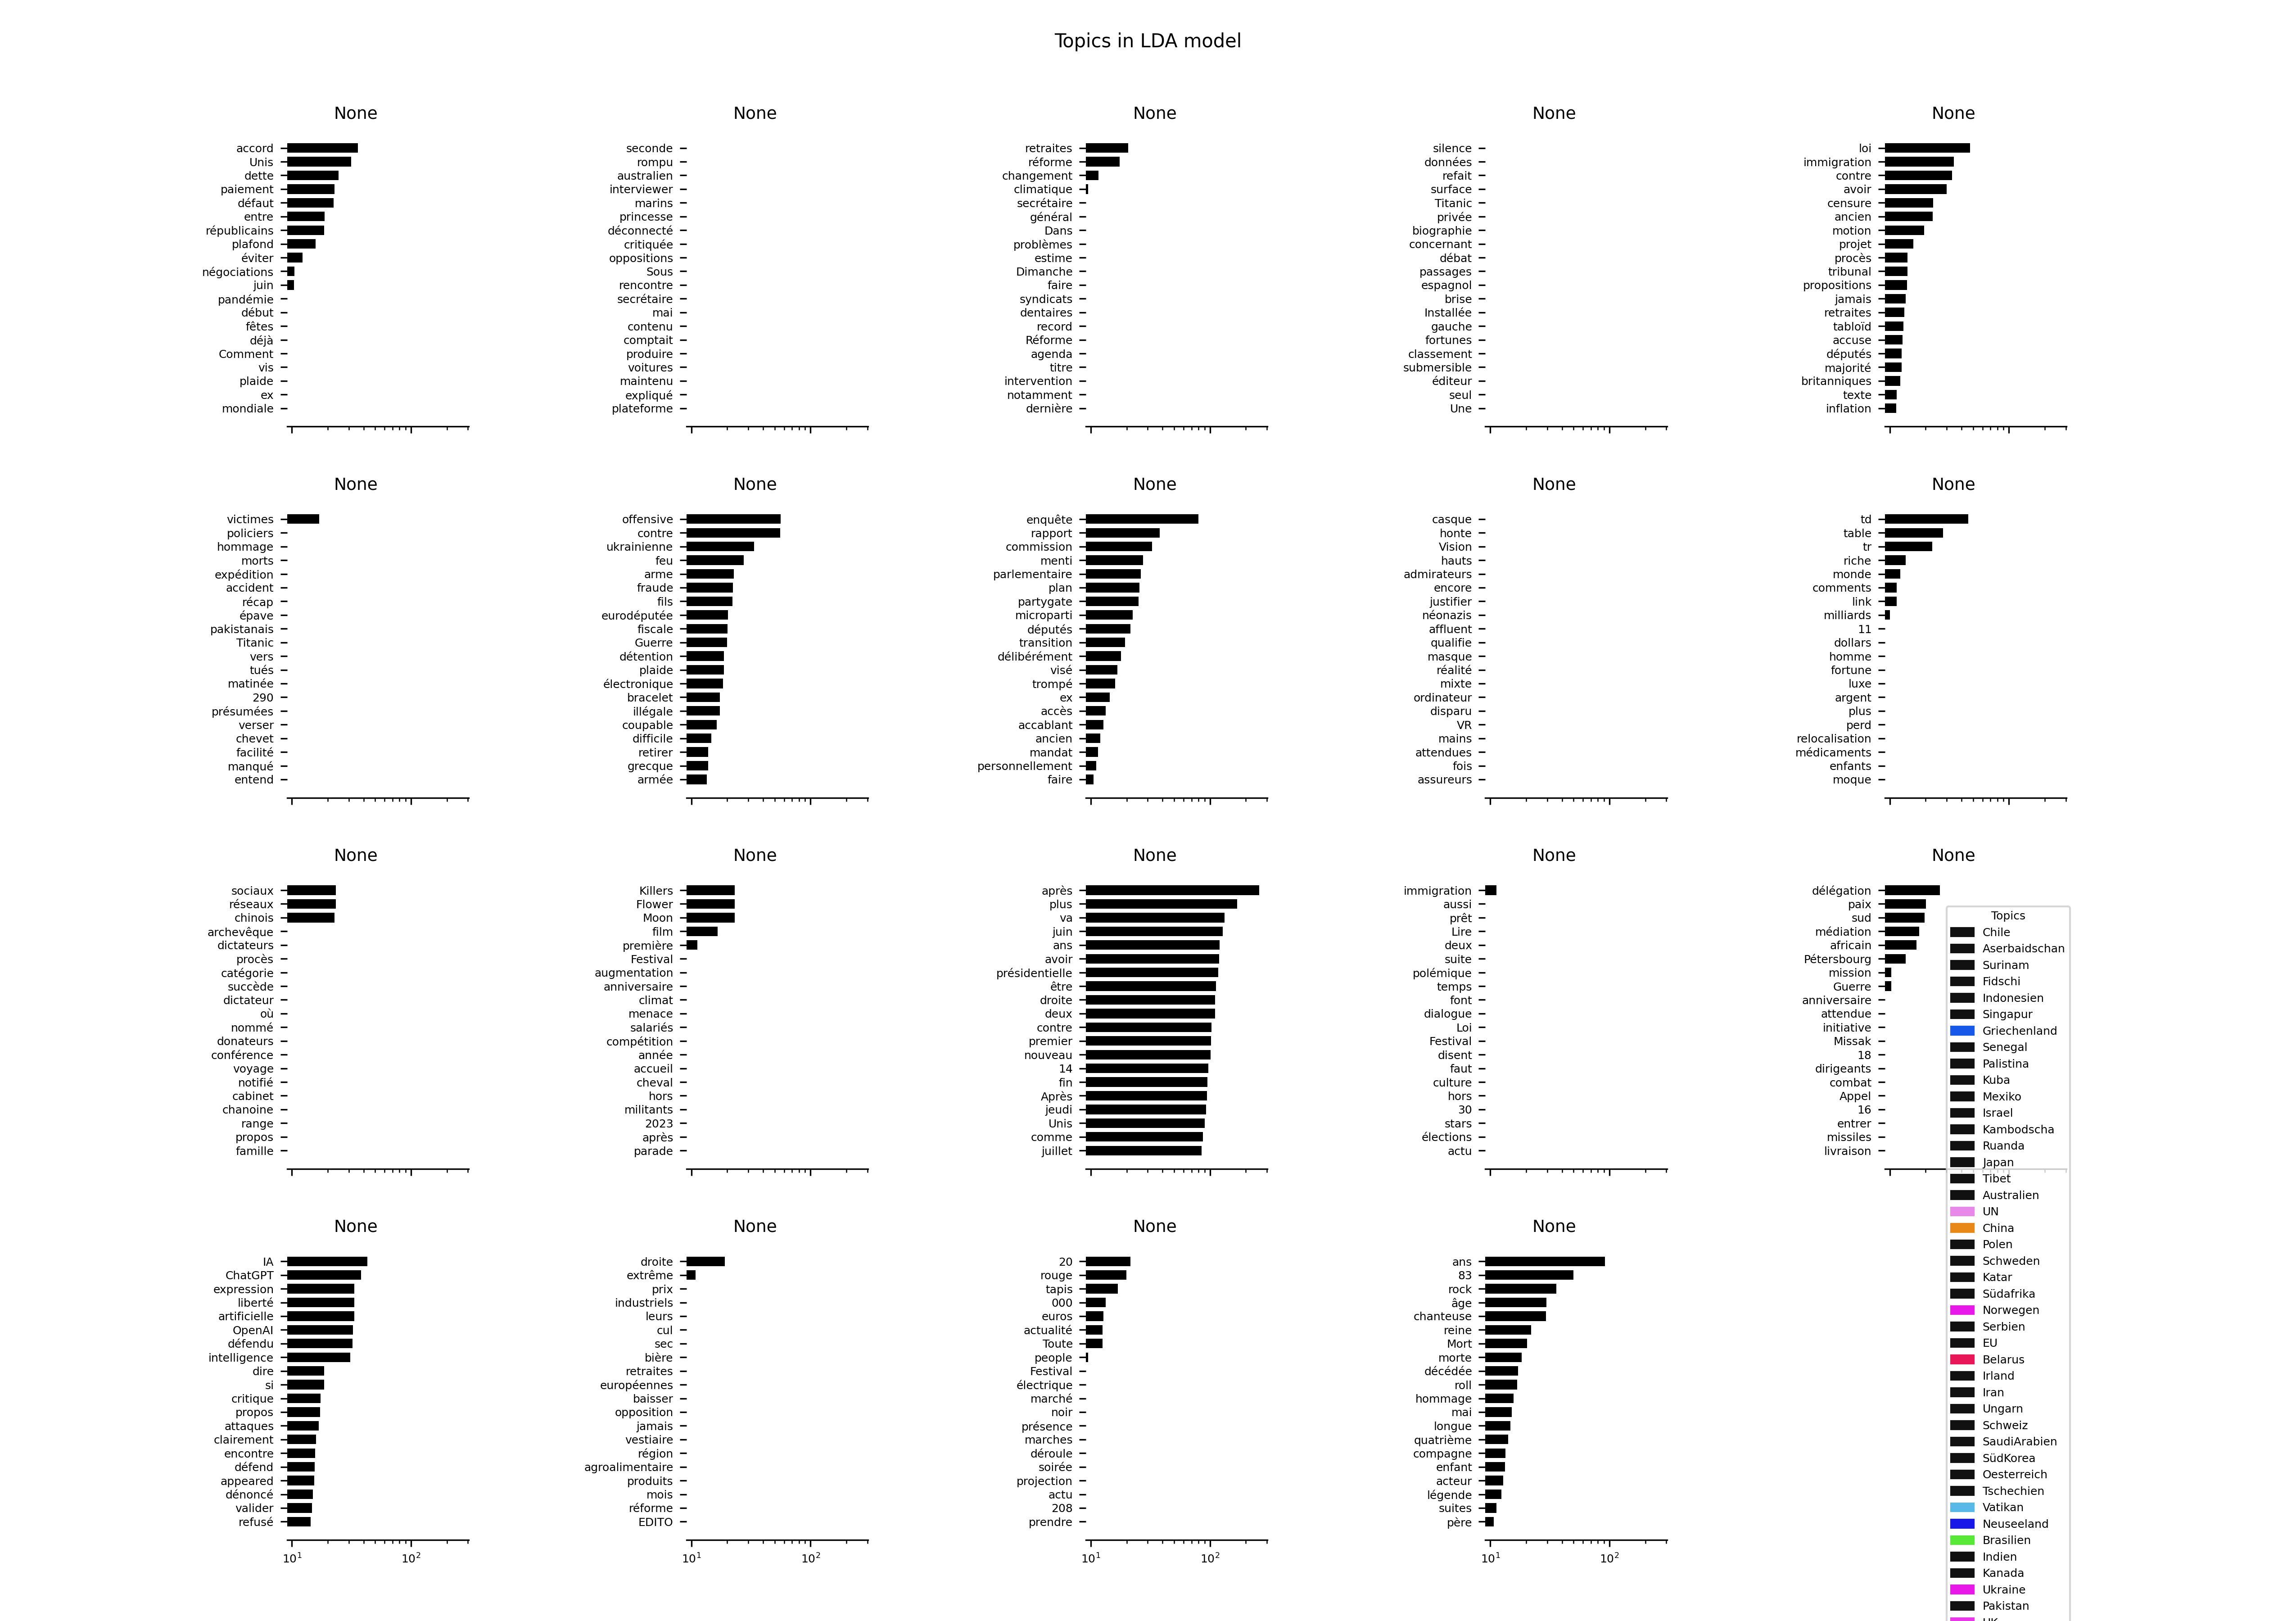 Topics in LDA model
None
accord
Unis
dette
paiement
défaut
entre
républicains
plafond
éviter
négociations
juin
pandémie
début
fêtes
déjà
Comment
vis
plaide
ex
mondiale
None
seconde
rompu
australien
interviewer
marins
princesse
déconnecté
critiquée
oppositions
Sous
rencontre
secrétaire
mai
contenu
comptait
produire
voitures
maintenu
expliqué
plateforme
None
retraites
réforme
changement
climatique
secrétaire
général
Dans
problèmes
estime
Dimanche
faire
syndicats
dentaires
record
Réforme
agenda
titre
intervention
notamment
dernière
None
silence
données
refait
surface
Titanic
privée
biographie
concernant
débat
passages
espagnol
brise
Installée
gauche
fortunes
classement
submersible
éditeur
seul
Une
None
loi
immigration
contre
avoir
censure
ancien
motion
projet
procès
tribunal
propositions
jamais
retraites
tabloïd
accuse
députés
majorité
britanniques
texte
inflation
None
victimes
policiers
hommage
morts
expédition
accident
récap
épave
pakistanais
Titanic
vers
tués
matinée
290
présumées
verser
chevet
facilité
manqué
entend
None
offensive
contre
ukrainienne
feu
arme
fraude
fils
eurodéputée
fiscale
Guerre
détention
plaide
électronique
bracelet
illégale
coupable
difficile
retirer
grecque
armée
None
enquête
rapport
commission
menti
parlementaire
plan
partygate
microparti
députés
transition
délibérément
visé
trompé
ex
accès
accablant
ancien
mandat
personnellement
faire
None
casque
honte
Vision
hauts
admirateurs
encore
justifier
néonazis
affluent
qualifie
masque
réalité
mixte
ordinateur
disparu
VR
mains
attendues
fois
assureurs
None
td
table
tr
riche
monde
comments
link
milliards
11
dollars
homme
fortune
luxe
argent
plus
perd
relocalisation
médicaments
enfants
moque
None
sociaux
réseaux
chinois
archevêque
dictateurs
procès
catégorie
succède
dictateur
où
nommé
donateurs
conférence
voyage
notifié
cabinet
chanoine
range
propos
famille
None
Killers
Flower
Moon
film
première
Festival
augmentation
anniversaire
climat
menace
salariés
compétition
année
accueil
cheval
hors
militants
2023
après
parade
None
après
plus
va
juin
ans
avoir
présidentielle
être
droite
deux
contre
premier
nouveau
14
fin
Après
jeudi
Unis
comme
juillet
None
immigration
aussi
prêt
Lire
deux
suite
polémique
temps
font
dialogue
Loi
Festival
disent
faut
culture
hors
30
stars
élections
actu
None
délégation
paix
sud
médiation
africain
Pétersbourg
mission
Guerre
anniversaire
attendue
initiative
Missak
18
dirigeants
combat
Appel
16
entrer
missiles
livraison
None
IA
ChatGPT
expression
liberté
artificielle
OpenAI
défendu
intelligence
dire
si
critique
propos
attaques
clairement
encontre
défend
appeared
dénoncé
valider
refusé
10¹ 10²
None
droite
extrême
prix
industriels
leurs
cul
sec
bière
retraites
européennes
baisser
opposition
jamais
vestiaire
région
agroalimentaire
produits
mois
réforme
EDITO
10¹ 10²
None
20
rouge
tapis
000
euros
actualité
Toute
people
Festival
électrique
marché
noir
présence
marches
déroule
soirée
projection
actu
208
prendre
10¹ 10²
None
ans
83
rock
âge
chanteuse
reine
Mort
morte
décédée
roll
hommage
mai
longue
quatrième
compagne
enfant
acteur
légende
suites
père
10¹ 10²
Topics
Chile
Aserbaidschan
Surinam
Fidschi
Indonesien
Singapur
Griechenland
Senegal
Palistina
Kuba
Mexiko
Israel
Kambodscha
Ruanda
Japan
Tibet
Australien
UN
China
Polen
Schweden
Katar
Südafrika
Norwegen
Serbien
EU
Belarus
Irland
Iran
Ungarn
Schweiz
SaudiArabien
SüdKorea
Oesterreich
Tschechien
Vatikan
Neuseeland
Brasilien
Indien
Kanada
Ukraine
Pakistan